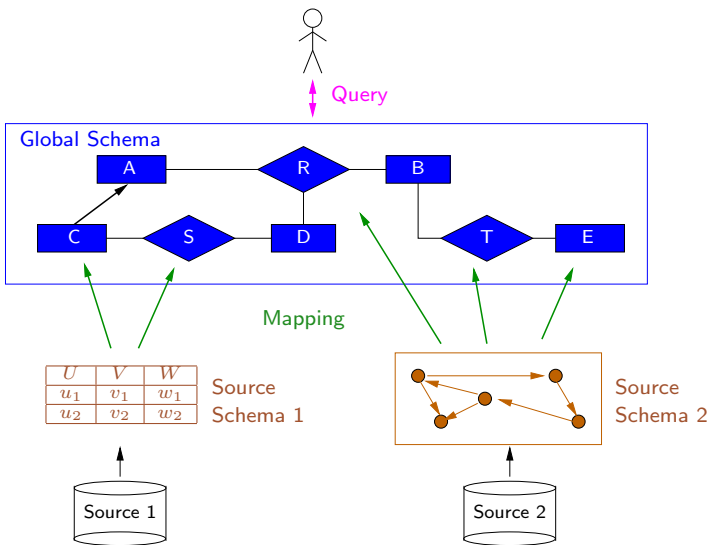 Query
Global Schema
A R B
C S D T E
Mapping
U V W
u1 v1 w1
u2 v2 w2
Source
Schema 1
Source
Schema 2
Source 1
Source 2